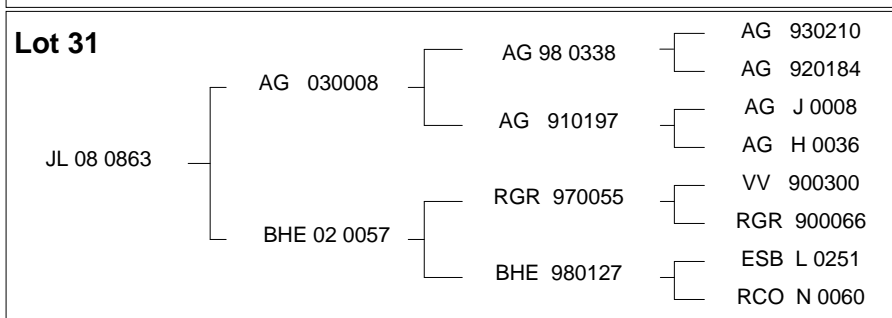 Lot 31
AG 930210
AG 98 0338
AG 920184
AG 030008
AG J 0008
AG 910197
AG H 0036
JL 08 0863
VV 900300
RGR 970055
RGR 900066
BHE 02 0057
ESB L 0251
BHE 980127
RCO N 0060